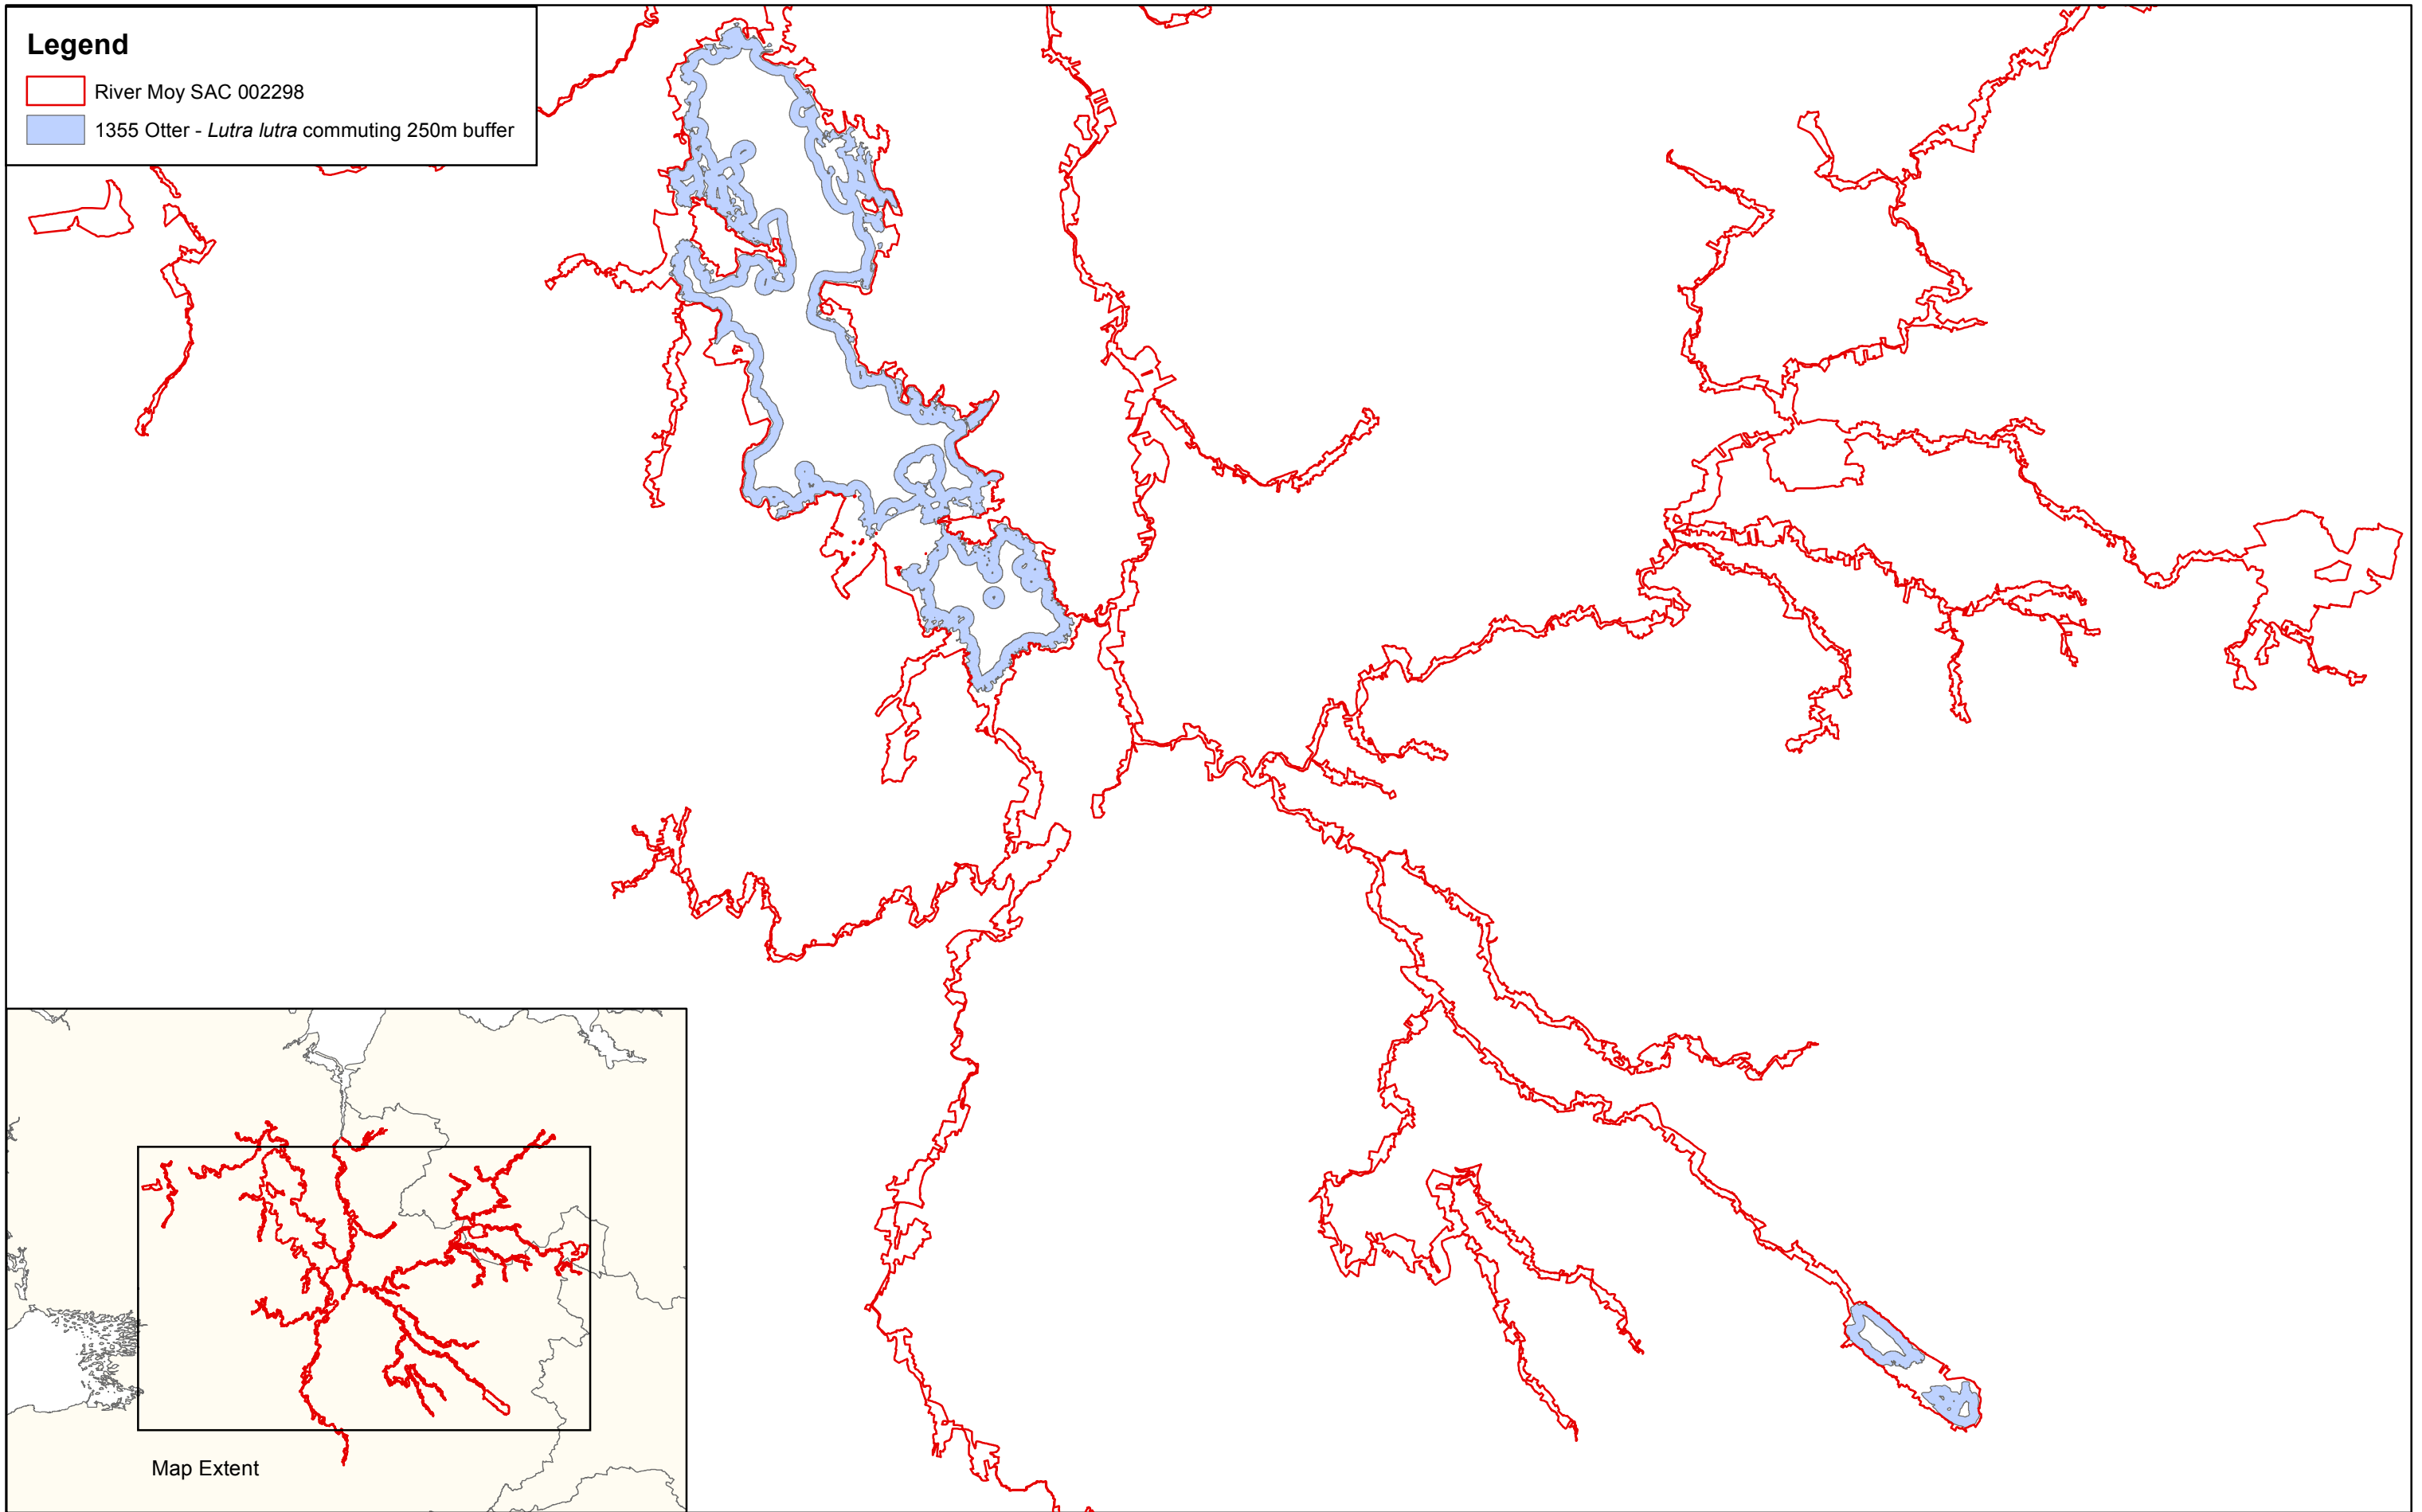 Legend
River Moy SAC 002298
1355 Otter - Lutra lutra commuting 250m buffer
Map Extent